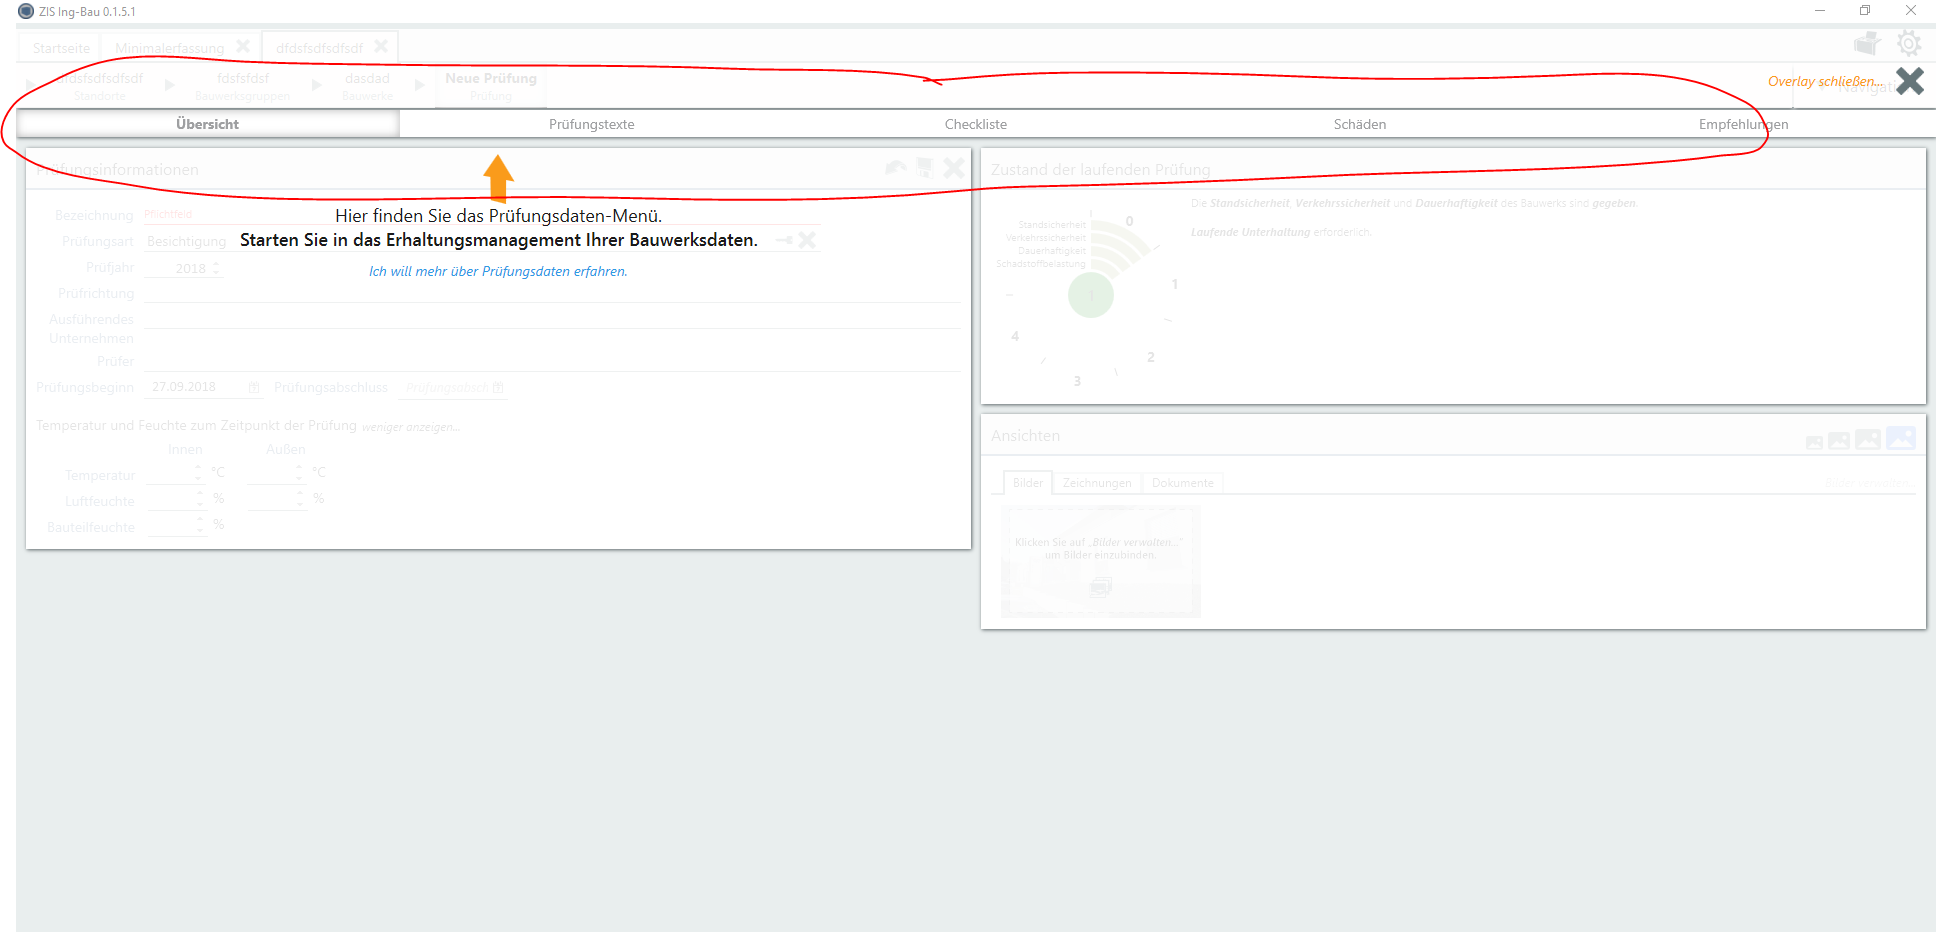 ZIS Ing-Bau 0.1.5.1
Startseite Minimalerfassung dfdsfsdfsdfsdf
dfdsfsdfsdfsdf fdsfsfdsf dasdad Neue Prüfung
Standorte Bauwerksgruppen Bauwerke Prüfung
Overlay schließen...
Übersicht Prüfungstexte Checkliste Schäden Empfehlungen
Prüfungsinformationen
Bezeichnung Pflichtfeld
Hier finden Sie das Prüfungsdaten-Menü.
Prüfungsart Besichtigung
Starten Sie in das Erhaltungsmanagement Ihrer Bauwerksdaten.
Prüfjahr 2018
Ich will mehr über Prüfungsdaten erfahren.
Prüfrichtung
Ausführendes
Unternehmen
Prüfer
Prüfungsbeginn 27.09.2018 Prüfungsabschluss Prüfungsabsch
Temperatur und Feuchte zum Zeitpunkt der Prüfung weniger anzeigen...
Innen Außen
Temperatur °C °C
Luftfeuchte % %
Bauteilfeuchte %
Zustand der laufenden Prüfung
Die Standsicherheit, Verkehrssicherheit und Dauerhaftigkeit des Bauwerks sind gegeben.
Laufende Unterhaltung erforderlich.
Standsicherheit
Verkehrssicherheit
Dauerhaftigkeit
Schadstoffbelastung
0
1
1
2
3
4
Ansichten
Bilder Zeichnungen Dokumente Bilder verwalten...
Klicken Sie auf „Bilder verwalten...“
um Bilder einzubinden.